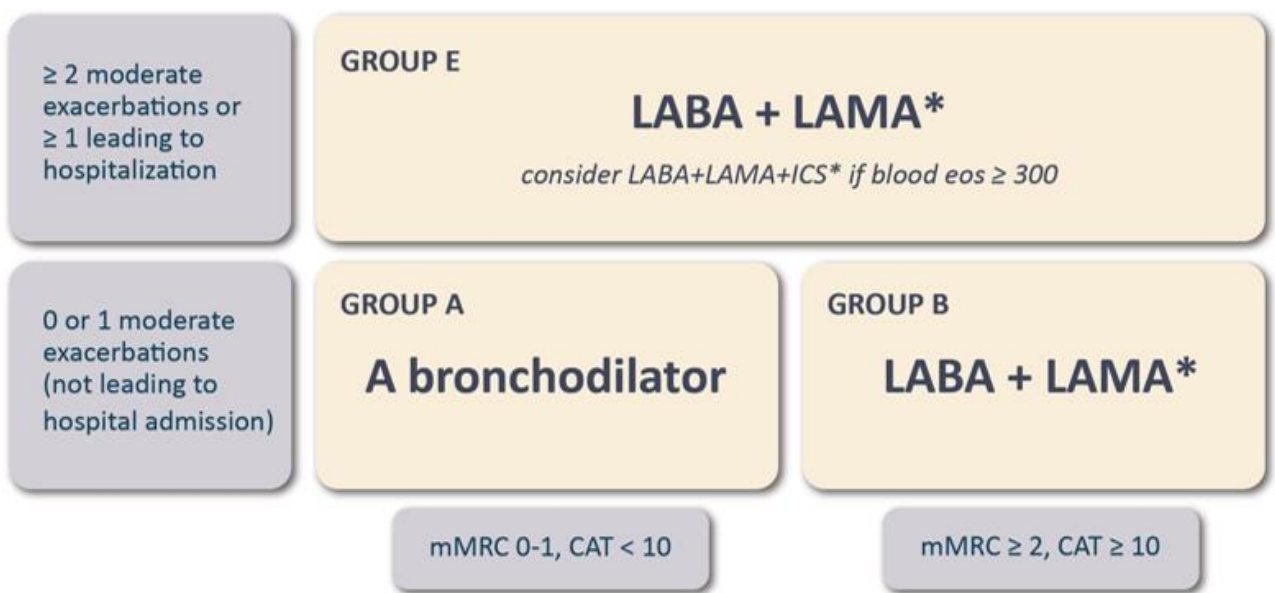 ≥ 2 moderate
exacerbations or
≥ 1 leading to
hospitalization
GROUP E
LABA + LAMA*
consider LABA+LAMA+ICS* if blood eos ≥ 300
0 or 1 moderate
exacerbations
(not leading to
hospital admission)
GROUP A
A bronchodilator
GROUP B
LABA + LAMA*
mMRC 0-1, CAT < 10
mMRC ≥ 2, CAT ≥ 10